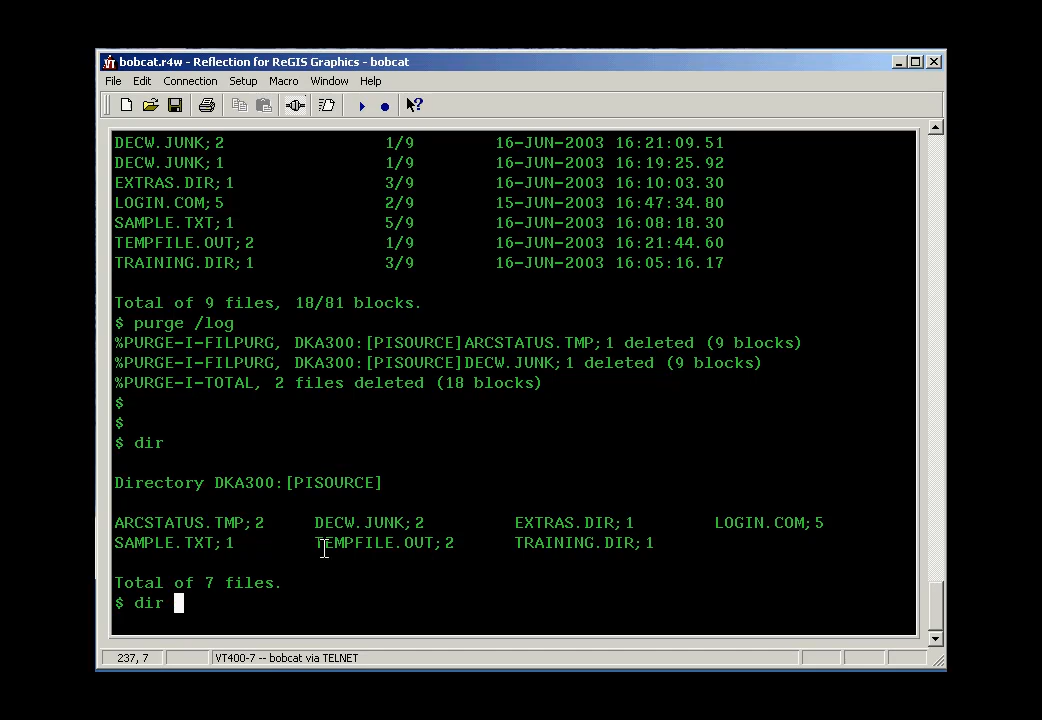 bobcat.r4w - Reflection for ReGIS Graphics - bobcat
File Edit Connection Setup Macro Window Help
DECW.JUNK;2 1/9 16-JUN-2003 16:21:09.51
DECW.JUNK;1 1/9 16-JUN-2003 16:19:25.92
EXTRAS.DIR;1 3/9 16-JUN-2003 16:10:03.30
LOGIN.COM;5 2/9 15-JUN-2003 16:47:34.80
SAMPLE.TXT;1 5/9 16-JUN-2003 16:08:18.30
TEMPFILE.OUT;2 1/9 16-JUN-2003 16:21:44.60
TRAINING.DIR;1 3/9 16-JUN-2003 16:05:16.17
Total of 9 files, 18/81 blocks.
$ purge /log
%PURGE-I-FILPURG, DKA300:[PISOURCE]ARCSTATUS.TMP;1 deleted (9 blocks)
%PURGE-I-FILPURG, DKA300:[PISOURCE]DECW.JUNK;1 deleted (9 blocks)
%PURGE-I-TOTAL, 2 files deleted (18 blocks)
$
$
$ dir
Directory DKA300:[PISOURCE]
ARCSTATUS.TMP;2 DECW.JUNK;2 EXTRAS.DIR;1 LOGIN.COM;5
SAMPLE.TXT;1 TEMPFILE.OUT;2 TRAINING.DIR;1
Total of 7 files.
$ dir
237, 7 VT400-7 -- bobcat via TELNET